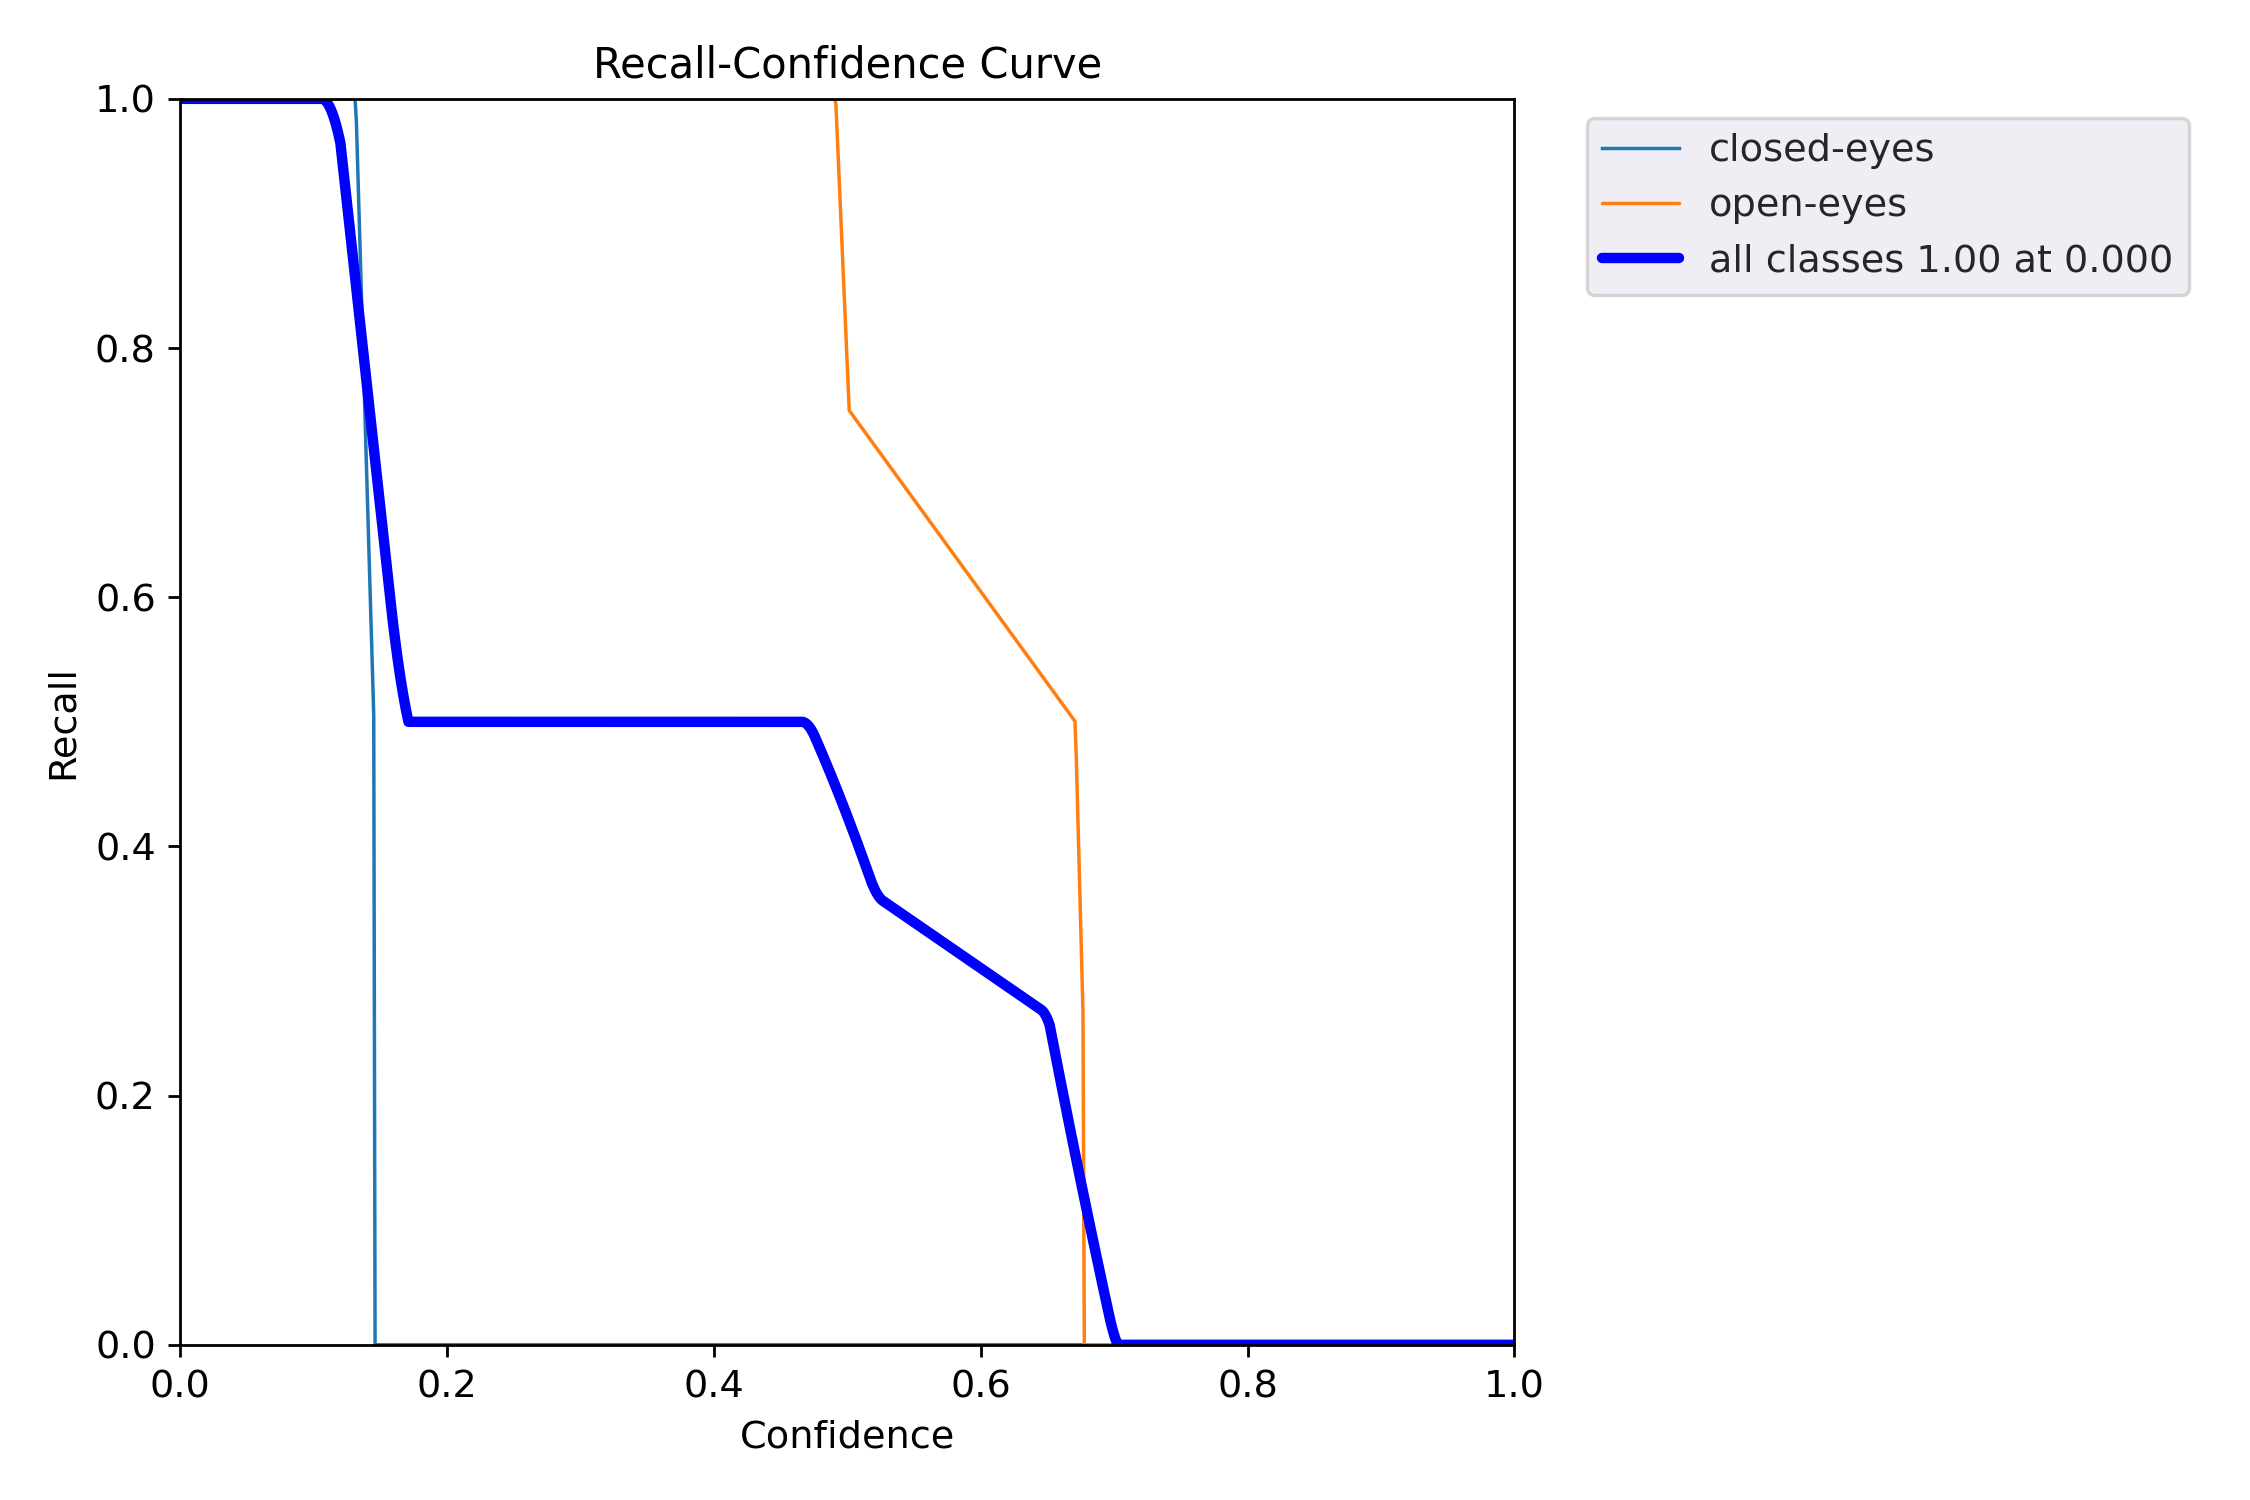 Recall-Confidence Curve
1.0
0.8
0.6
0.4
0.2
0.0
Recall
0.0 0.2 0.4 0.6 0.8 1.0
Confidence
closed-eyes
open-eyes
all classes 1.00 at 0.000